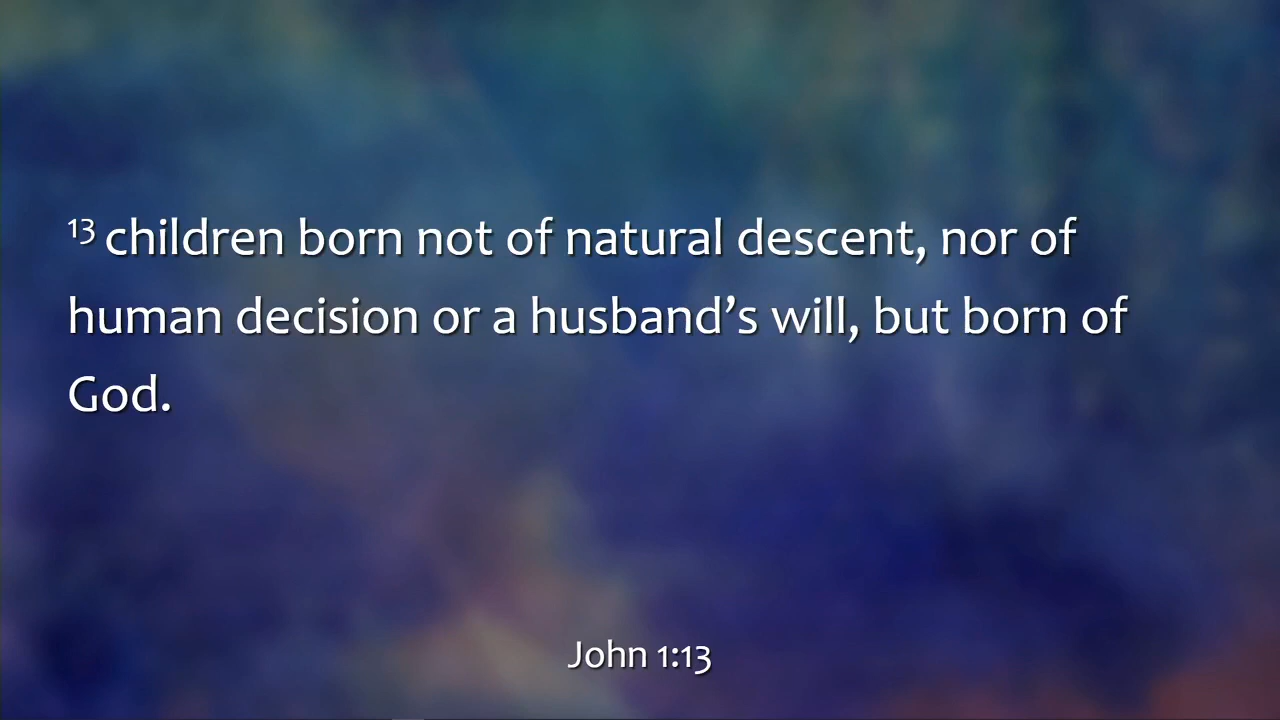 13 children born not of natural descent, nor of
human decision or a husband’s will, but born of
God.
John 1:13